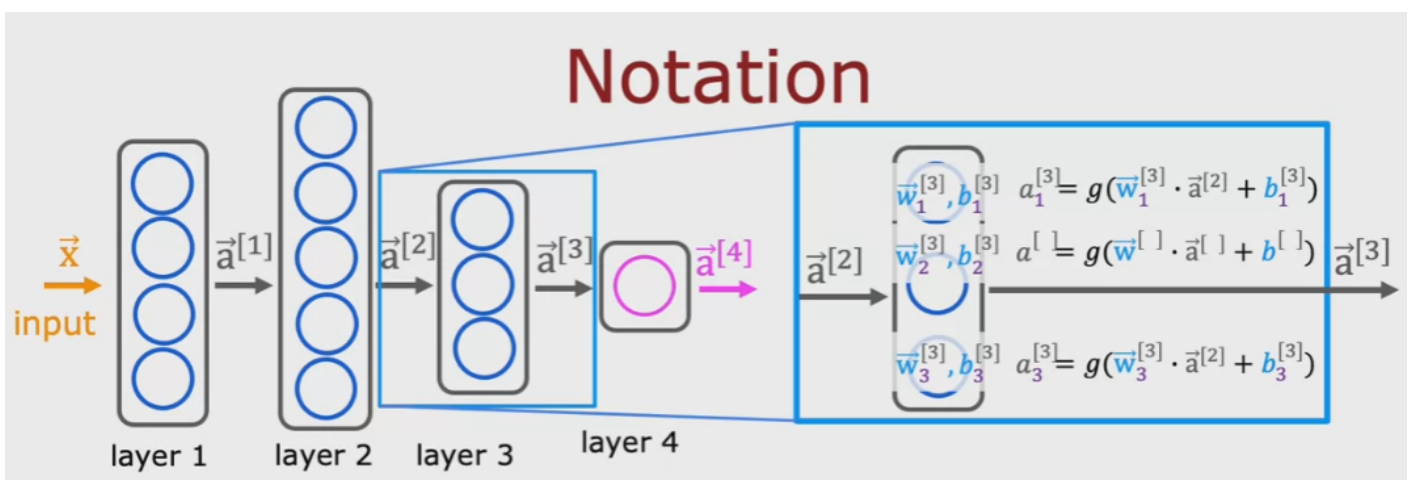 Notation
x⃗
input
layer 1
a⃗^[1]
layer 2
a⃗^[2]
layer 3
a⃗^[3]
layer 4
a⃗^[4]
a⃗^[2]
w⃗₁^[3], b₁^[3] a₁^[3] = g(w⃗₁^[3] · a⃗^[2] + b₁^[3])
w⃗₂^[3], b₂^[3] a^[ ] = g(w⃗^[ ] · a⃗^[ ] + b^[ ])
w⃗₃^[3], b₃^[3] a₃^[3] = g(w⃗₃^[3] · a⃗^[2] + b₃^[3])
a⃗^[3]